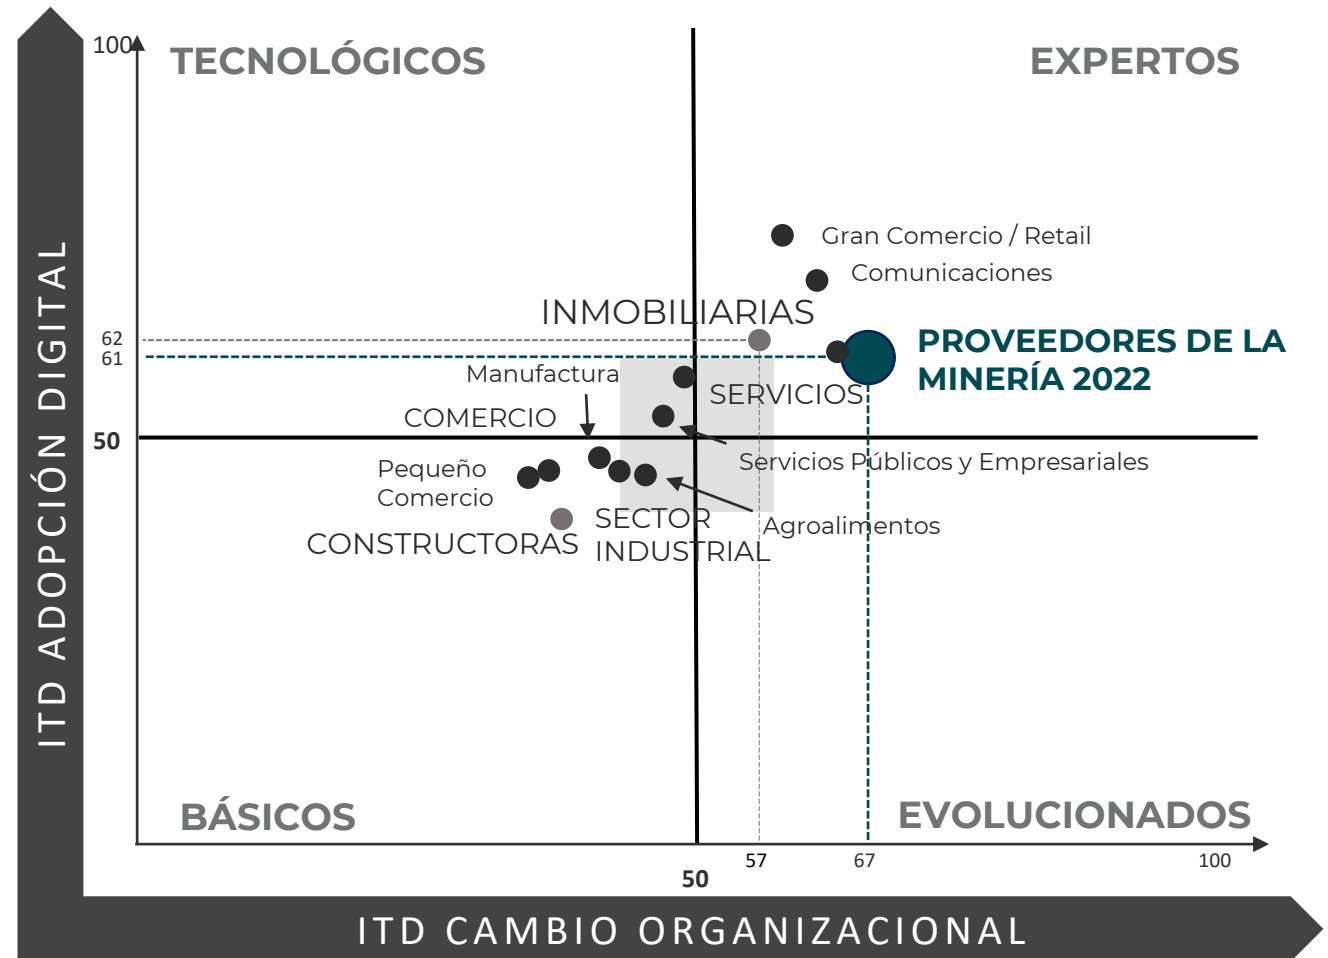 100
TECNOLÓGICOS
EXPERTOS
Gran Comercio / Retail
Comunicaciones
INMOBILIARIAS
62
61
PROVEEDORES DE LA
MINERÍA 2022
Manufactura
SERVICIOS
COMERCIO
50
Servicios Públicos y Empresariales
Pequeño
Comercio
SECTOR
INDUSTRIAL
Agroalimentos
CONSTRUCTORAS
ITD ADOPCIÓN DIGITAL
BÁSICOS
EVOLUCIONADOS
50
57
67
100
ITD CAMBIO ORGANIZACIONAL